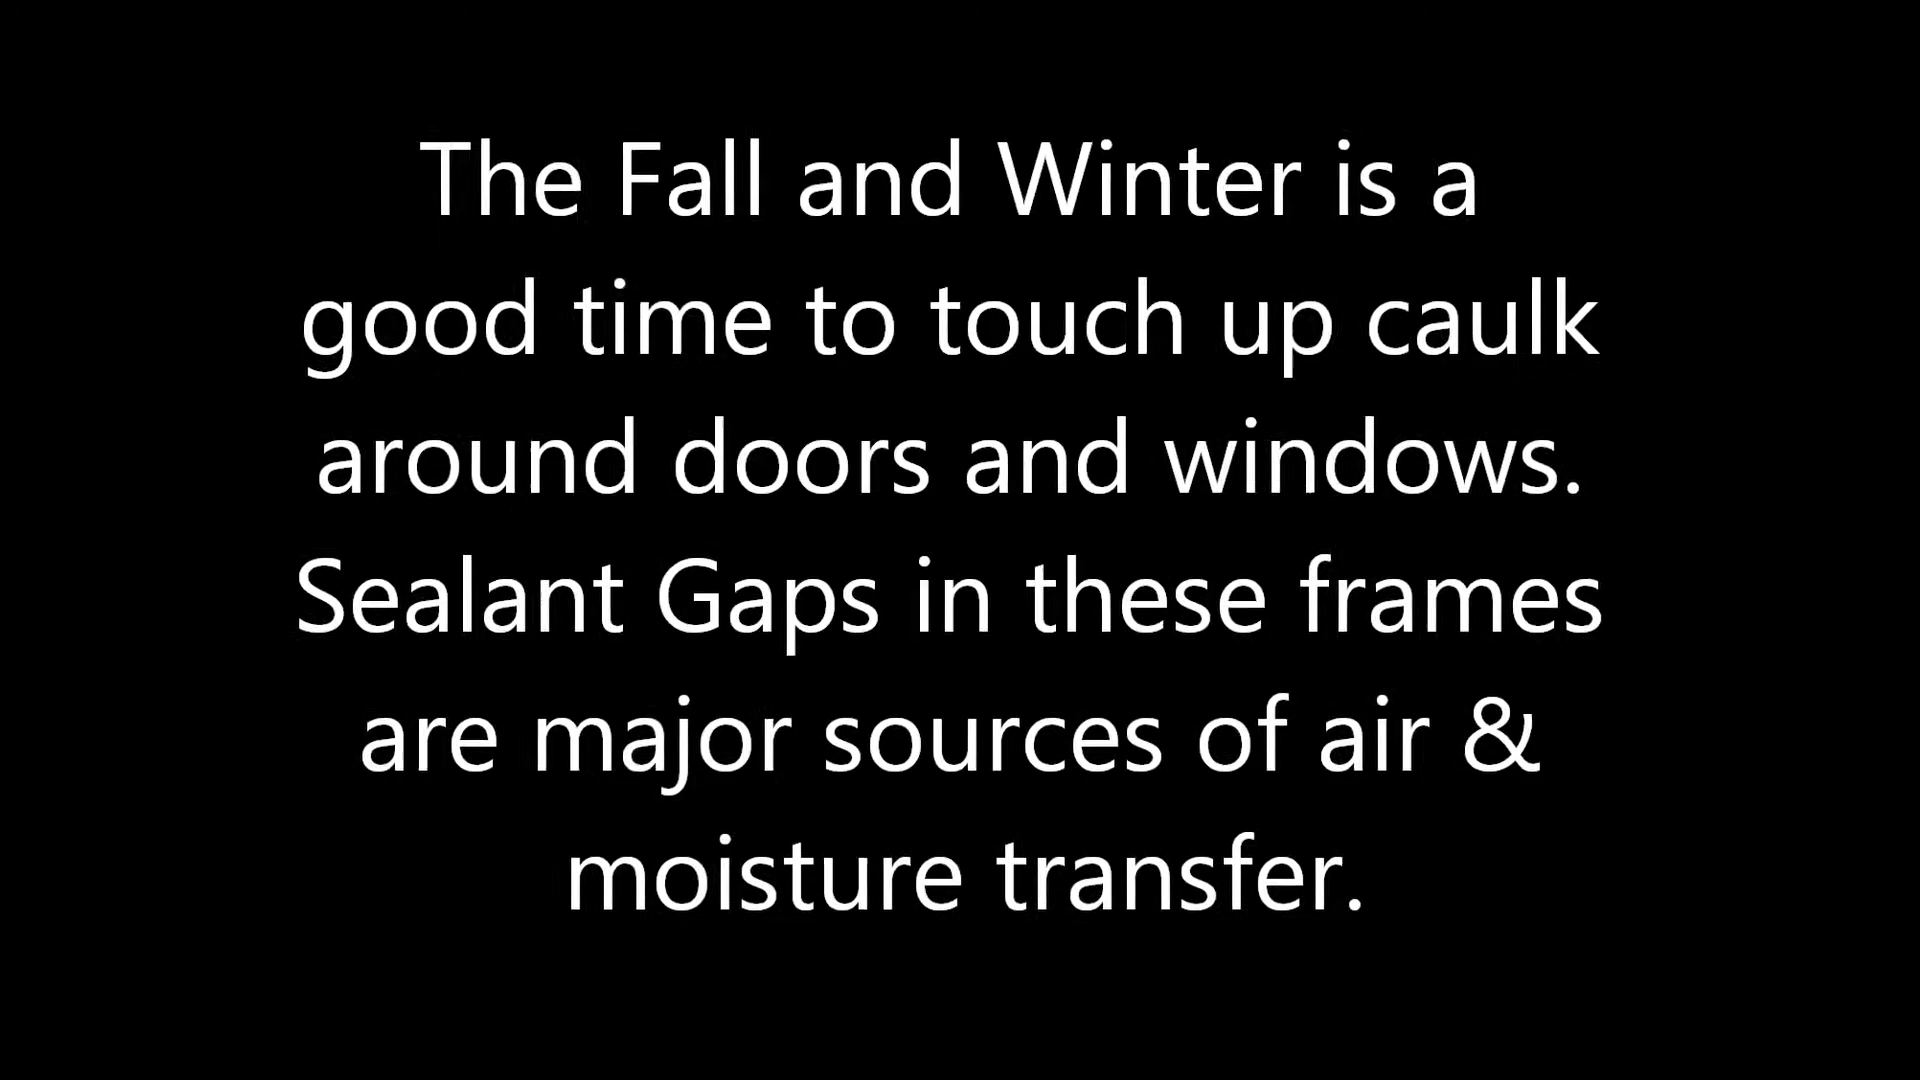 The Fall and Winter is a
good time to touch up caulk
around doors and windows.
Sealant Gaps in these frames
are major sources of air &
moisture transfer.